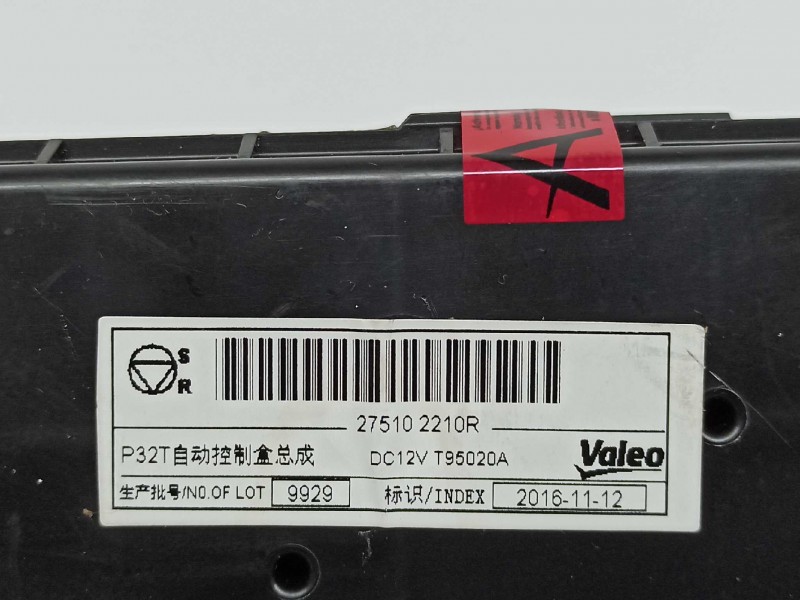 A
S
R
27510 2210R
P32T自动控制盒总成 DC12V T95020A Valeo
生产批号/NO.OF LOT 9929 标识/INDEX 2016-11-12